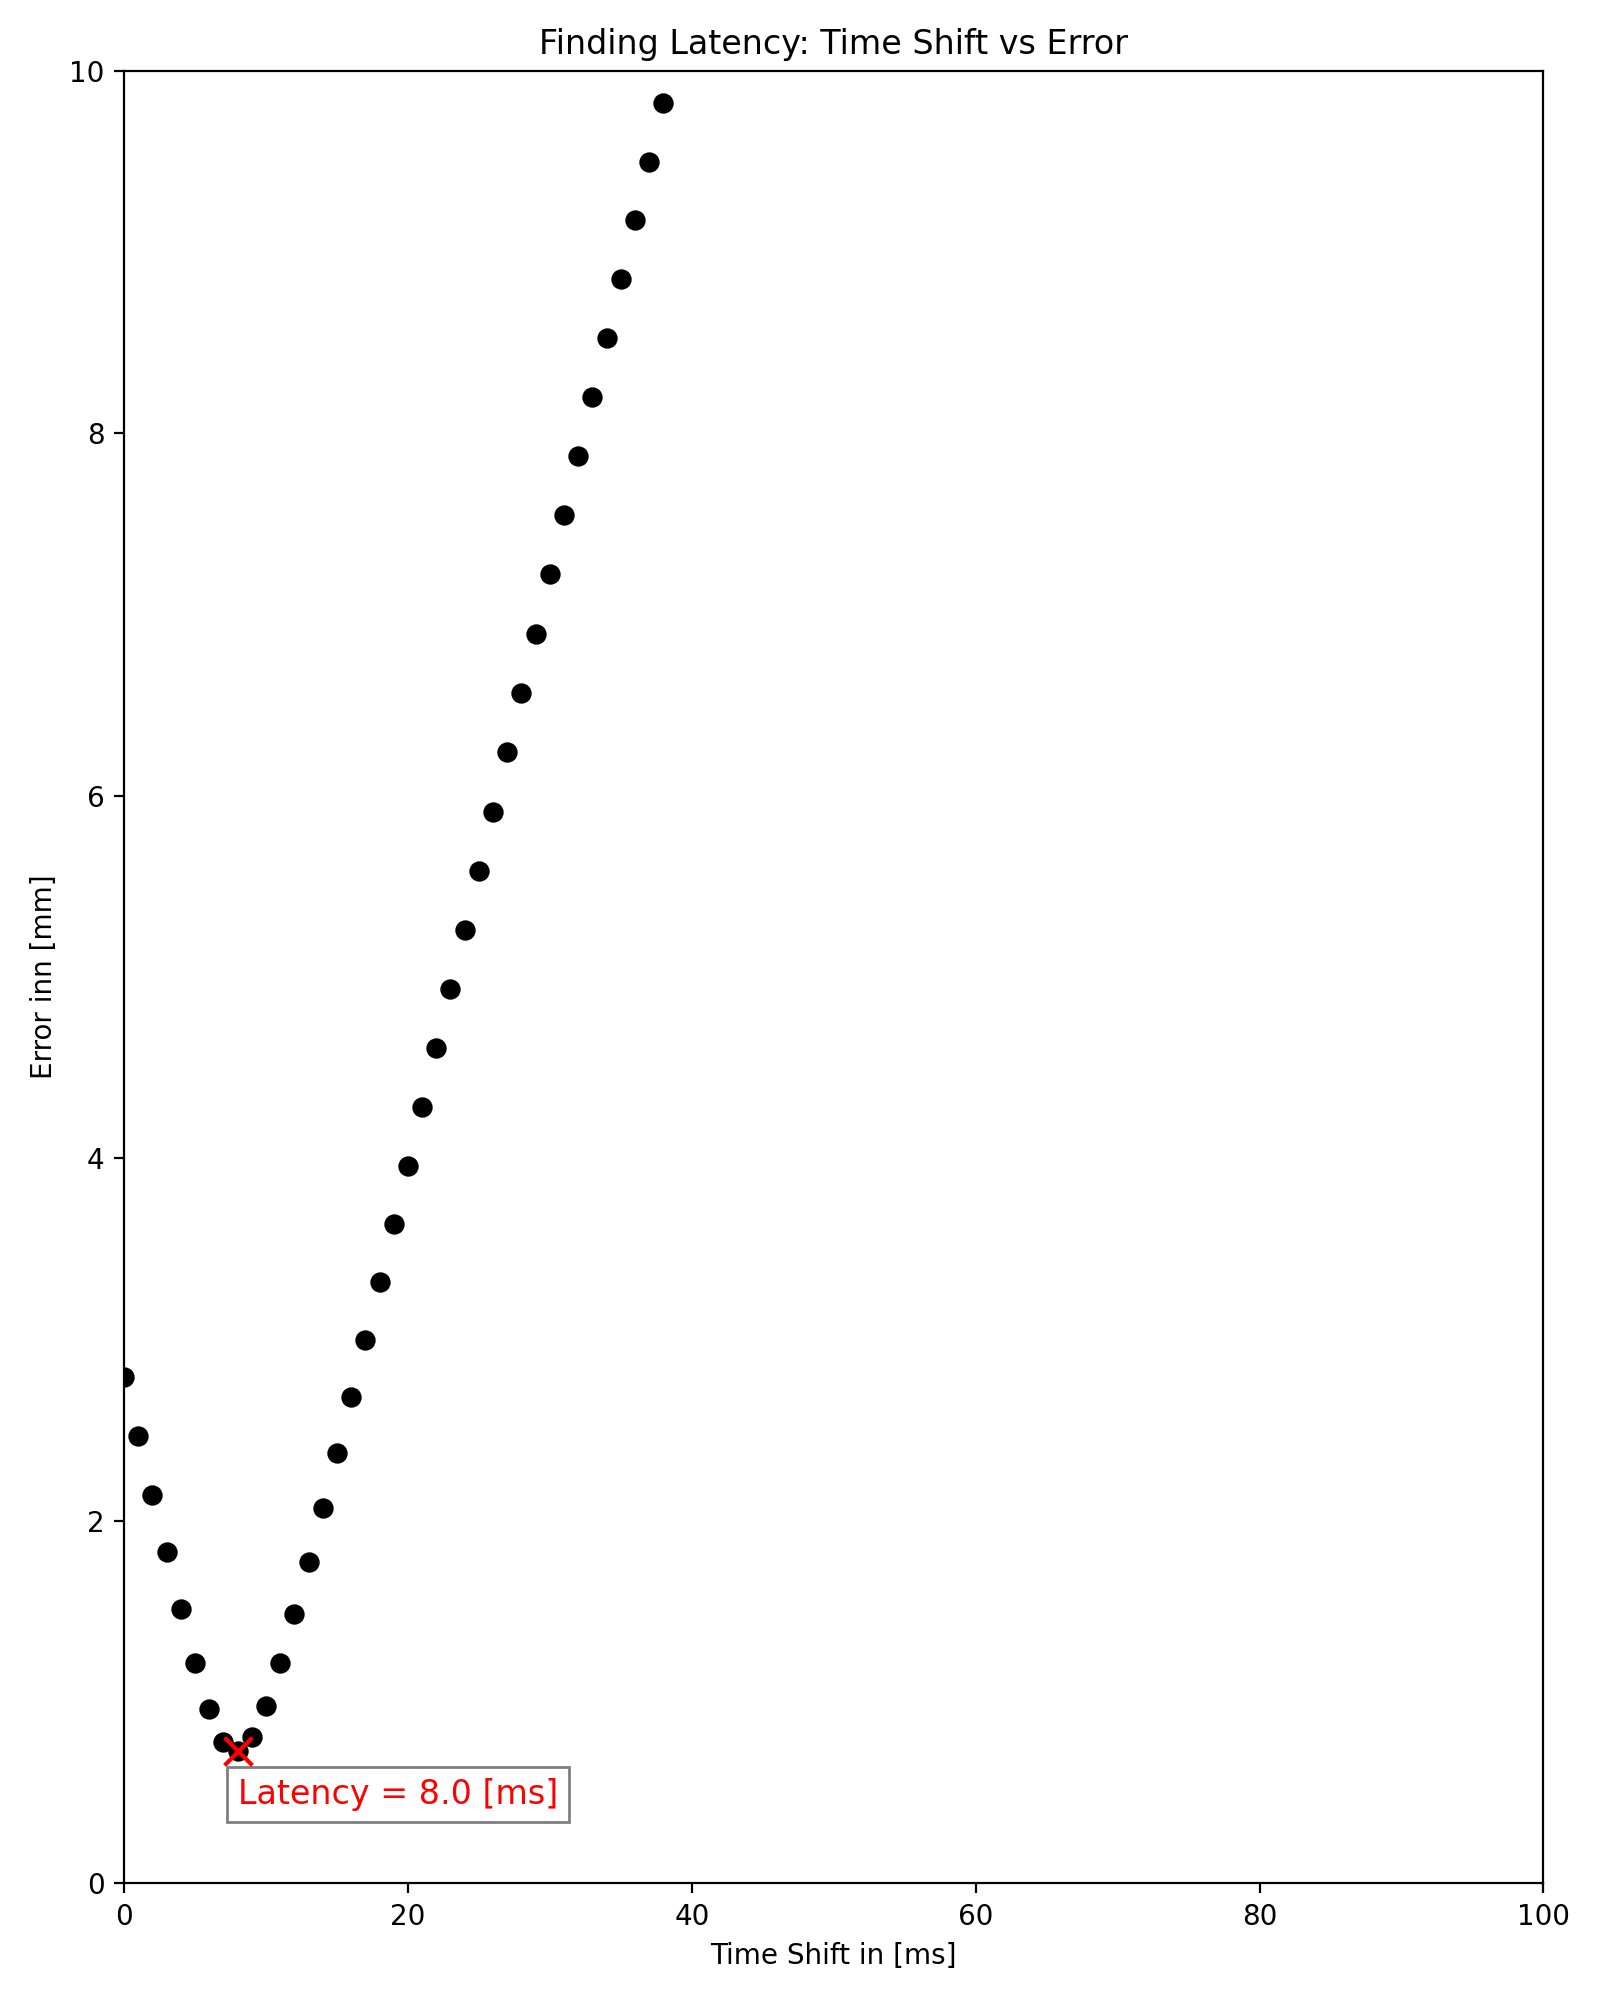 Finding Latency: Time Shift vs Error
10
8
6
4
2
0
Error inn [mm]
Latency = 8.0 [ms]
0 20 40 60 80 100
Time Shift in [ms]